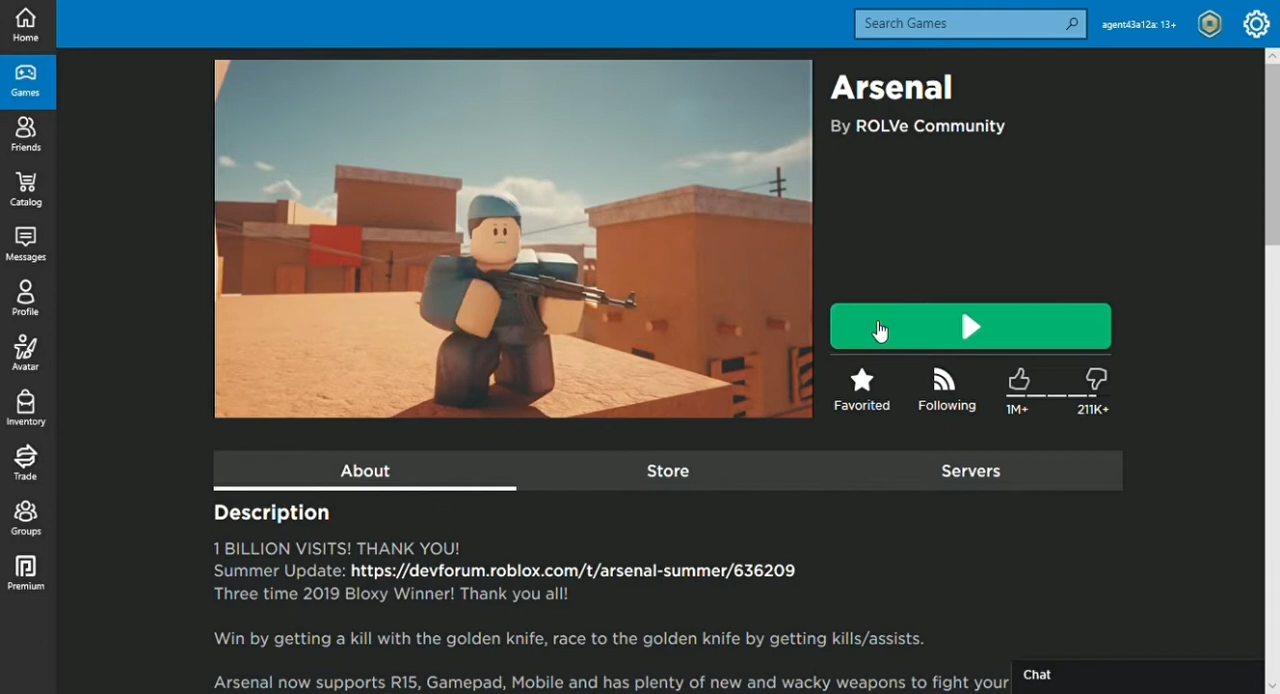 Home
Search Games
agent43a12a: 13+
Games
Friends
Catalog
Messages
Profile
Avatar
Inventory
Trade
Groups
Premium
Arsenal
By ROLVe Community
Favorited
Following
1M+
211K+
About
Store
Servers
Description
1 BILLION VISITS! THANK YOU!
Summer Update: https://devforum.roblox.com/t/arsenal-summer/636209
Three time 2019 Bloxy Winner! Thank you all!
Win by getting a kill with the golden knife, race to the golden knife by getting kills/assists.
Arsenal now supports R15, Gamepad, Mobile and has plenty of new and wacky weapons to fight your
Chat